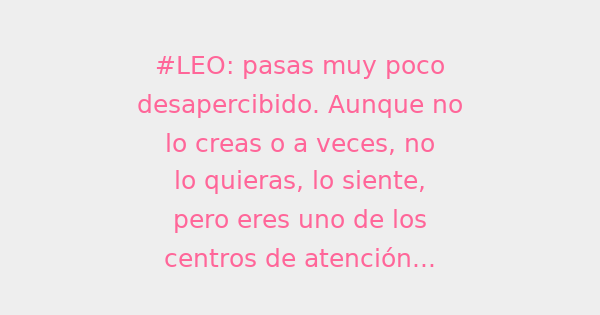 #LEO: pasas muy poco
desapercibido. Aunque no
lo creas o a veces, no
lo quieras, lo siente,
pero eres uno de los
centros de atención...